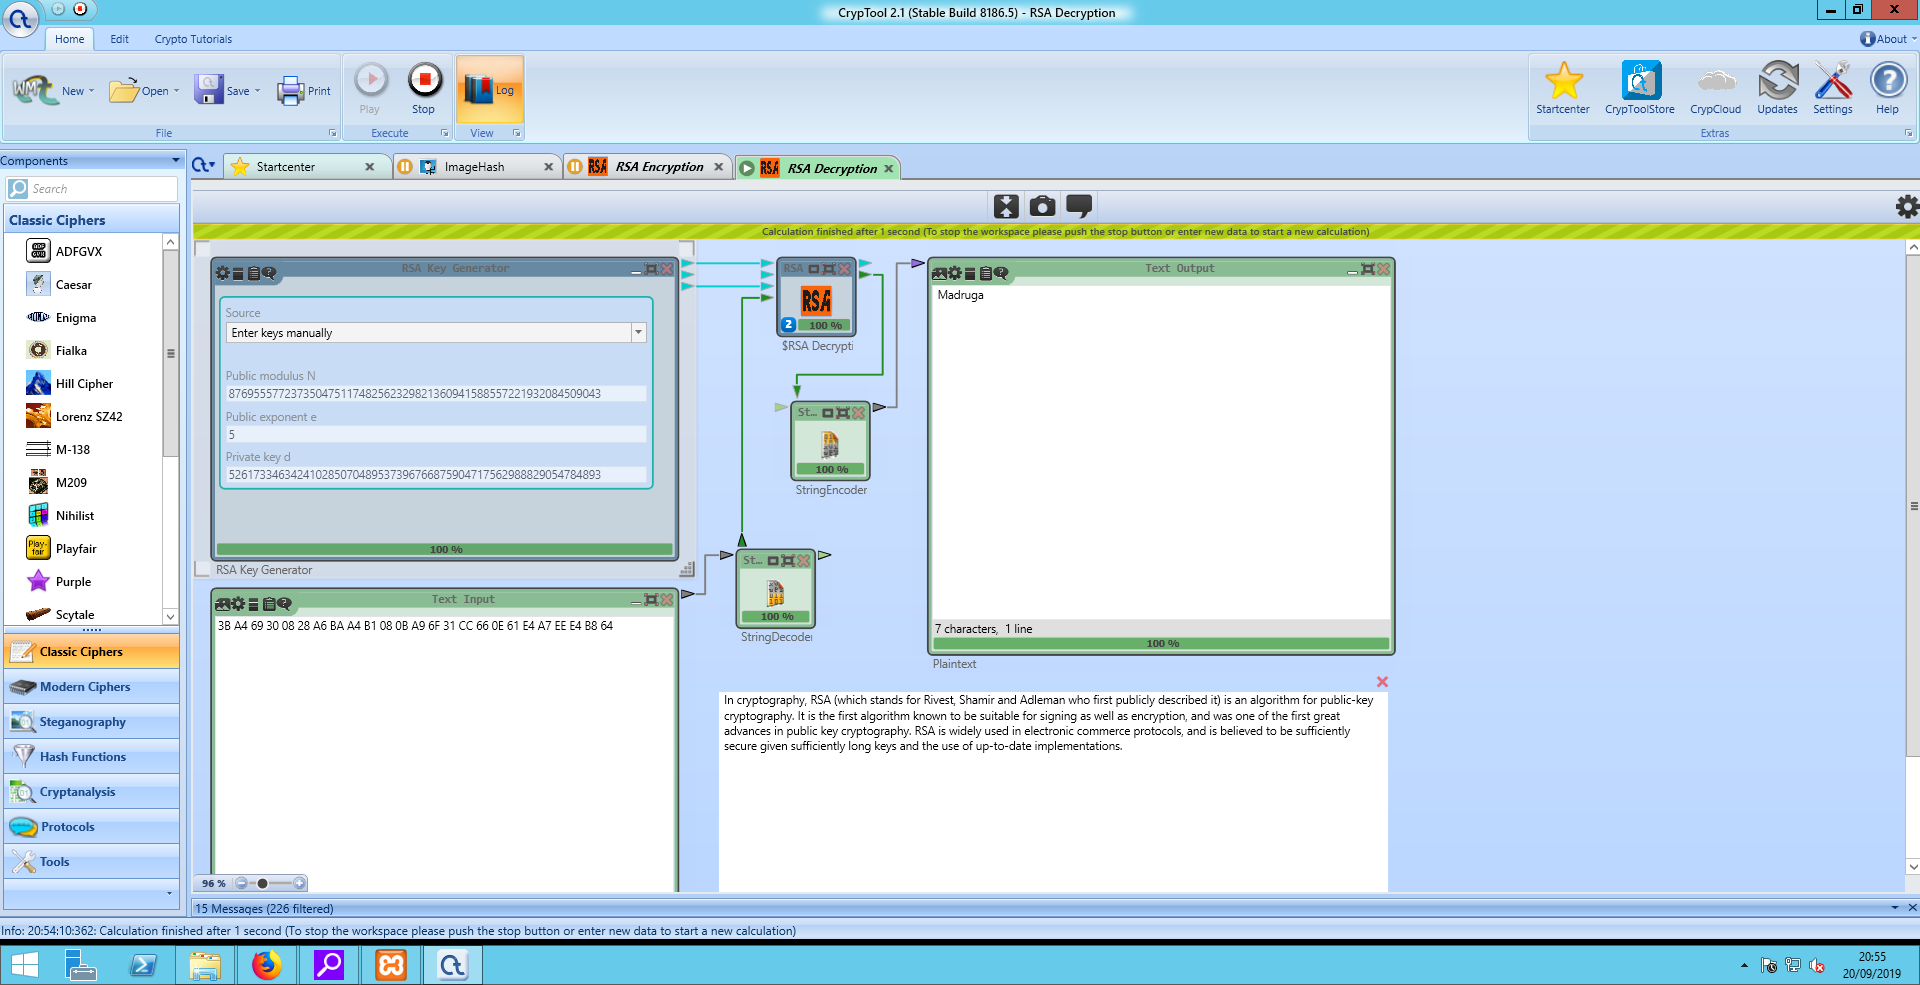 CrypTool 2.1 (Stable Build 8186.5) - RSA Decryption
Home Edit Crypto Tutorials
About
New Open Save Print
Play Stop
Log
Startcenter CrypToolStore CrypCloud Updates Settings Help
File Execute View Extras
Components
Startcenter ImageHash RSA Encryption RSA Decryption
Search
Classic Ciphers
ADFGVX
Caesar
Enigma
Fialka
Hill Cipher
Lorenz SZ42
M-138
M209
Nihilist
Playfair
Purple
Scytale
Classic Ciphers
Modern Ciphers
Steganography
Hash Functions
Cryptanalysis
Protocols
Tools
Calculation finished after 1 second (To stop the workspace please push the stop button or enter new data to start a new calculation)
RSA Key Generator
Source
Enter keys manually
Public modulus N
Public exponent e
5
Private key d
100 %
RSA Key Generator
RSA
RSA
2 100 %
$RSA Decrypti
St...
100 %
StringEncoder
St...
100 %
StringDecoder
Text Input
3B A4 69 30 08 28 A6 BA A4 B1 08 0B A9 6F 31 CC 66 0E 61 E4 A7 EE E4 B8 64
Text Output
Madruga
7 characters, 1 line
100 %
Plaintext
In cryptography, RSA (which stands for Rivest, Shamir and Adleman who first publicly described it) is an algorithm for public-key
cryptography. It is the first algorithm known to be suitable for signing as well as encryption, and was one of the first great
advances in public key cryptography. RSA is widely used in electronic commerce protocols, and is believed to be sufficiently
secure given sufficiently long keys and the use of up-to-date implementations.
96 %
15 Messages (226 filtered)
Info: 20:54:10:362: Calculation finished after 1 second (To stop the workspace please push the stop button or enter new data to start a new calculation)
20:55
20/09/2019